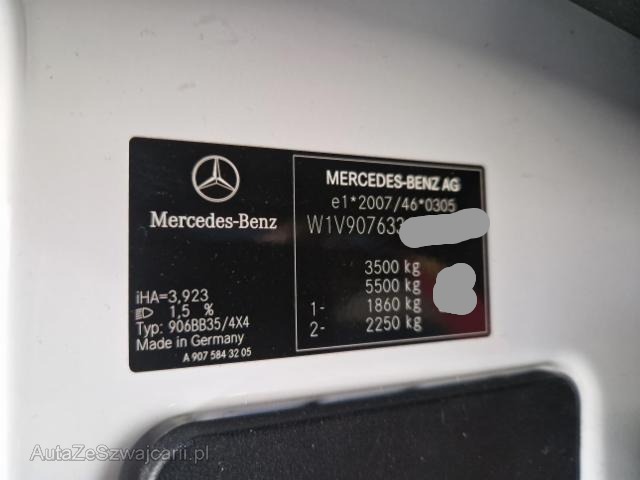 Mercedes-Benz
iHA=3,923
1,5 %
Typ: 906BB35/4X4
Made in Germany
A 907 584 32 05
MERCEDES-BENZ AG
e1*2007/46*0305
W1V907633
3500 kg
5500 kg
1- 1860 kg
2- 2250 kg
AutaZeSzwajcarii.pl